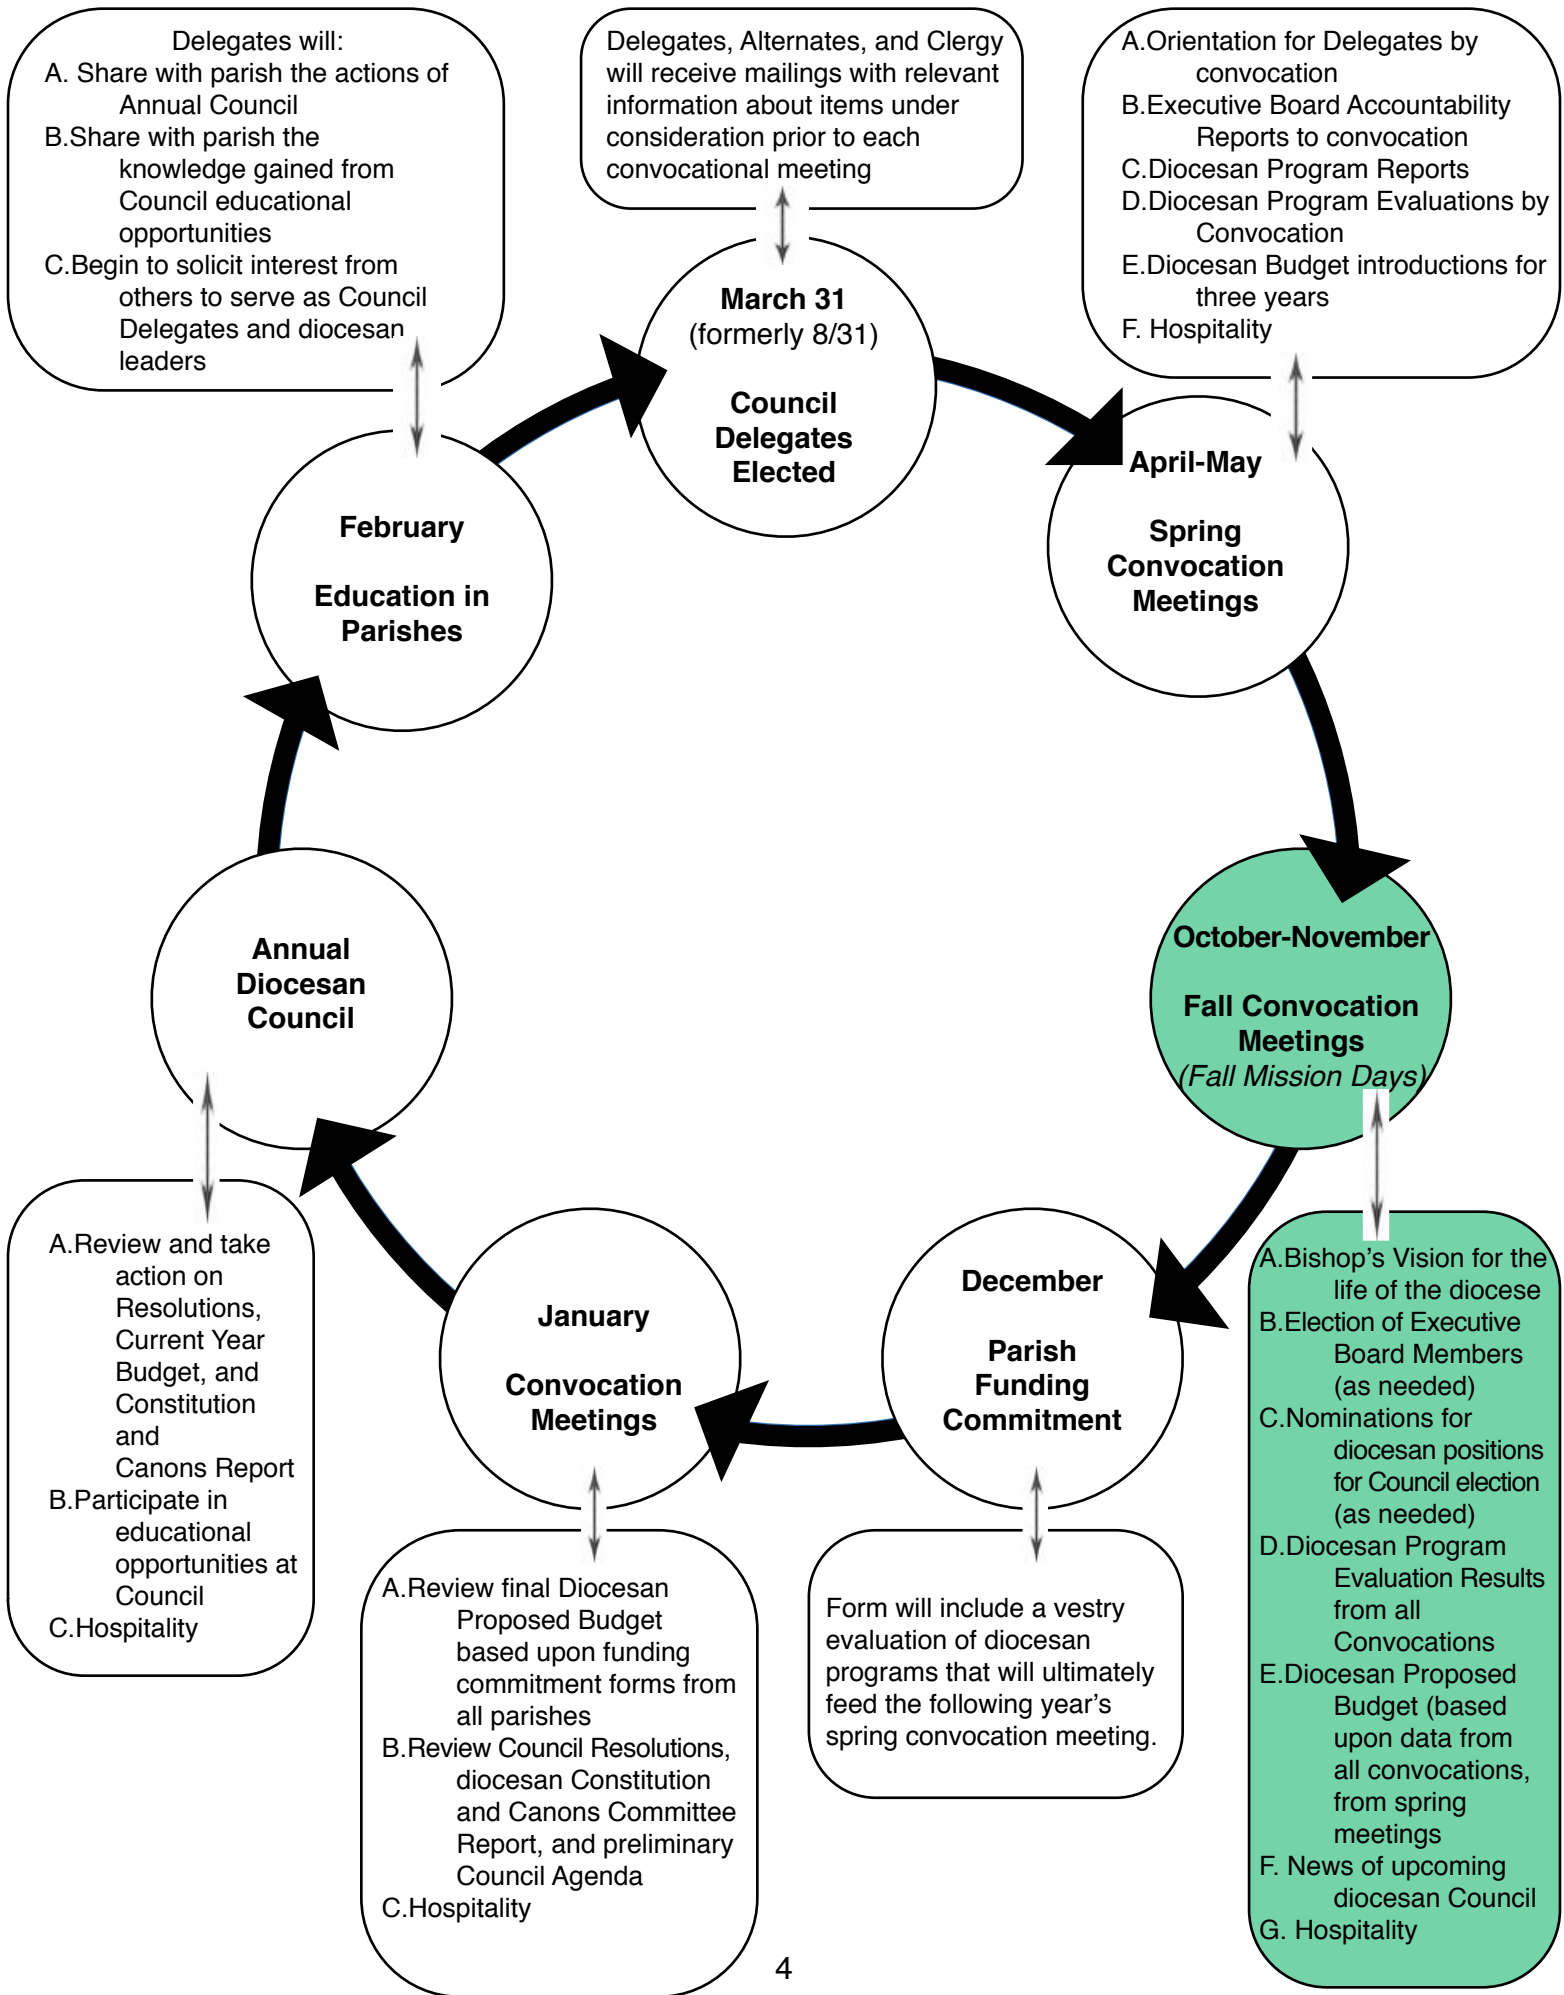 Delegates will:
A. Share with parish the actions of
Annual Council
B.Share with parish the
knowledge gained from
Council educational
opportunities
C.Begin to solicit interest from
others to serve as Council
Delegates and diocesan
leaders
Delegates, Alternates, and Clergy
will receive mailings with relevant
information about items under
consideration prior to each
convocational meeting
A.Orientation for Delegates by
convocation
B.Executive Board Accountability
Reports to convocation
C.Diocesan Program Reports
D.Diocesan Program Evaluations by
Convocation
E.Diocesan Budget introductions for
three years
F. Hospitality
March 31
(formerly 8/31)
Council
Delegates
Elected
April-May
Spring
Convocation
Meetings
February
Education in
Parishes
Annual
Diocesan
Council
October-November
Fall Convocation
Meetings
(Fall Mission Days)
December
Parish
Funding
Commitment
January
Convocation
Meetings
A.Review and take
action on
Resolutions,
Current Year
Budget, and
Constitution
and
Canons Report
B.Participate in
educational
opportunities at
Council
C.Hospitality
A.Review final Diocesan
Proposed Budget
based upon funding
commitment forms from
all parishes
B.Review Council Resolutions,
diocesan Constitution
and Canons Committee
Report, and preliminary
Council Agenda
C.Hospitality
Form will include a vestry
evaluation of diocesan
programs that will ultimately
feed the following year's
spring convocation meeting.
A.Bishop's Vision for the
life of the diocese
B.Election of Executive
Board Members
(as needed)
C.Nominations for
diocesan positions
for Council election
(as needed)
D.Diocesan Program
Evaluation Results
from all
Convocations
E.Diocesan Proposed
Budget (based
upon data from
all convocations,
from spring
meetings
F. News of upcoming
diocesan Council
G. Hospitality
4